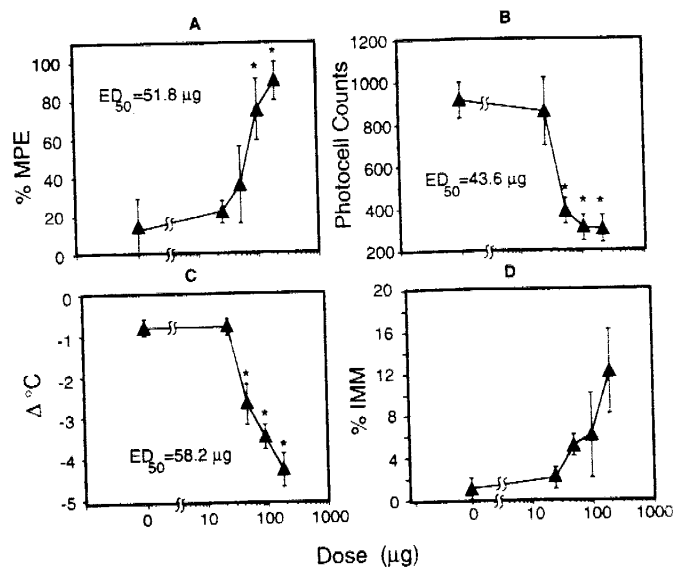 A
100
80
60
40
20
0
% MPE
ED50=51.8 µg
*
*
B
1200
1000
800
600
400
200
Photocell Counts
ED50=43.6 µg
* * *
C
0
-1
-2
-3
-4
-5
Δ °C
ED50=58.2 µg
*
*
*
0 10 100 1000
D
20
16
12
8
4
0
% IMM
0 10 100 1000
Dose (µg)